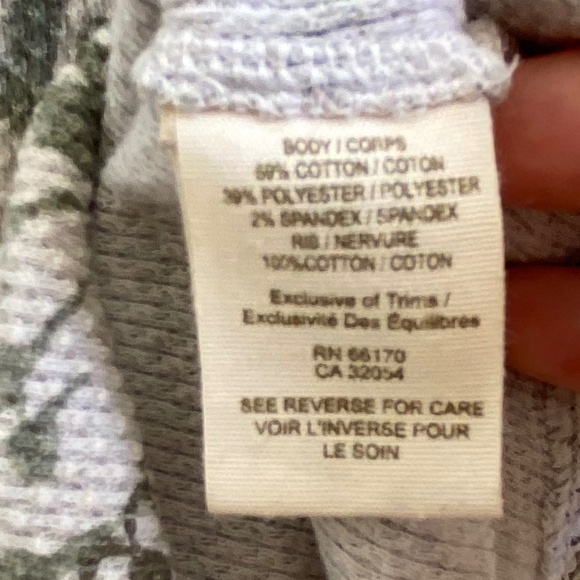 BODY / CORPS
59% COTTON / COTON
39% POLYESTER / POLYESTER
2% SPANDEX / SPANDEX
RIB / NERVURE
100%COTTON / COTON
Exclusive of Trims /
Exclusivité Des Équilibres
RN 66170
CA 32054
SEE REVERSE FOR CARE
VOIR L'INVERSE POUR
LE SOIN